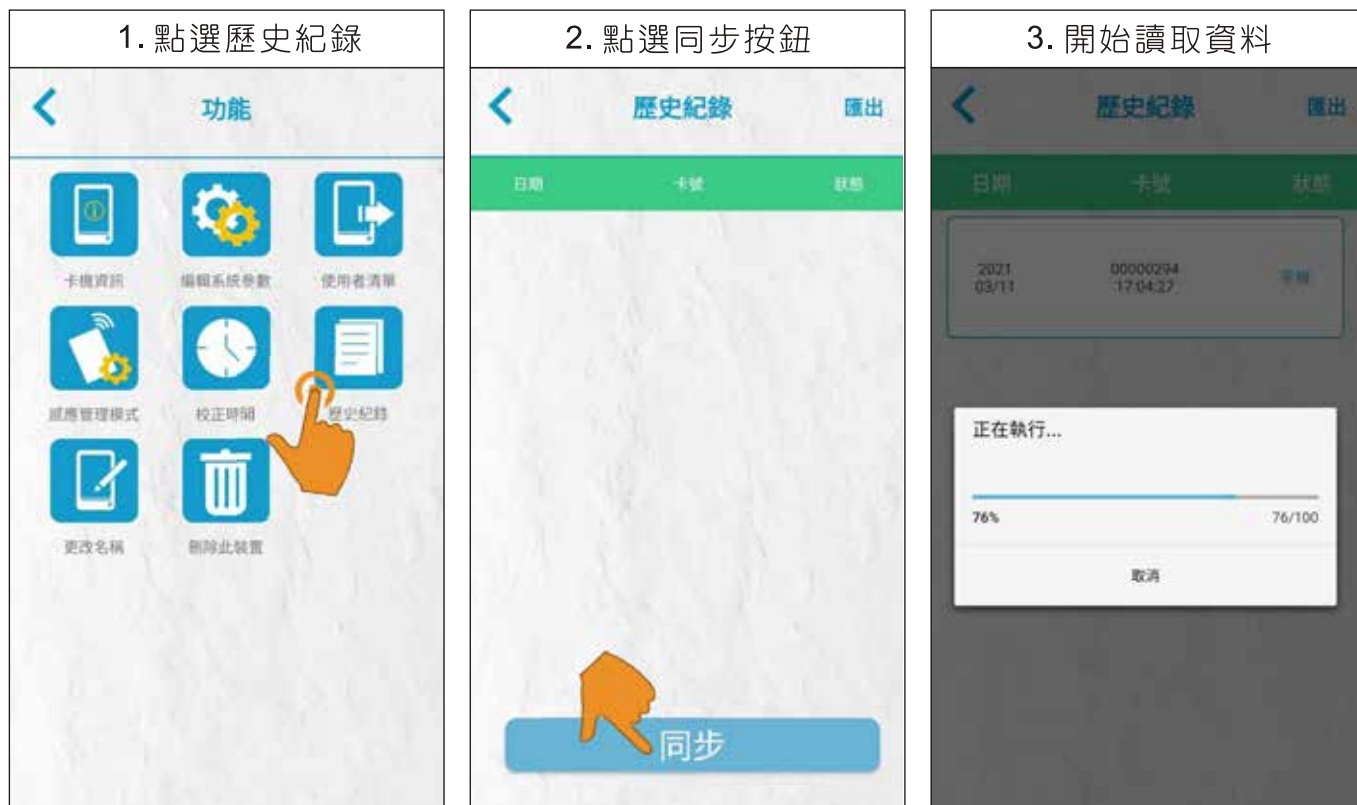 1. 點選歷史紀錄
功能
卡機資訊
編輯系統參數
使用者清單
感應管理模式
校正時間
歷史紀錄
更改名稱
刪除此裝置
2. 點選同步按鈕
歷史紀錄
匯出
日期
卡號
狀態
同步
3. 開始讀取資料
歷史紀錄
匯出
日期
卡號
狀態
2021
03/11
00000294
17:04:27
正在執行...
76%
76/100
取消